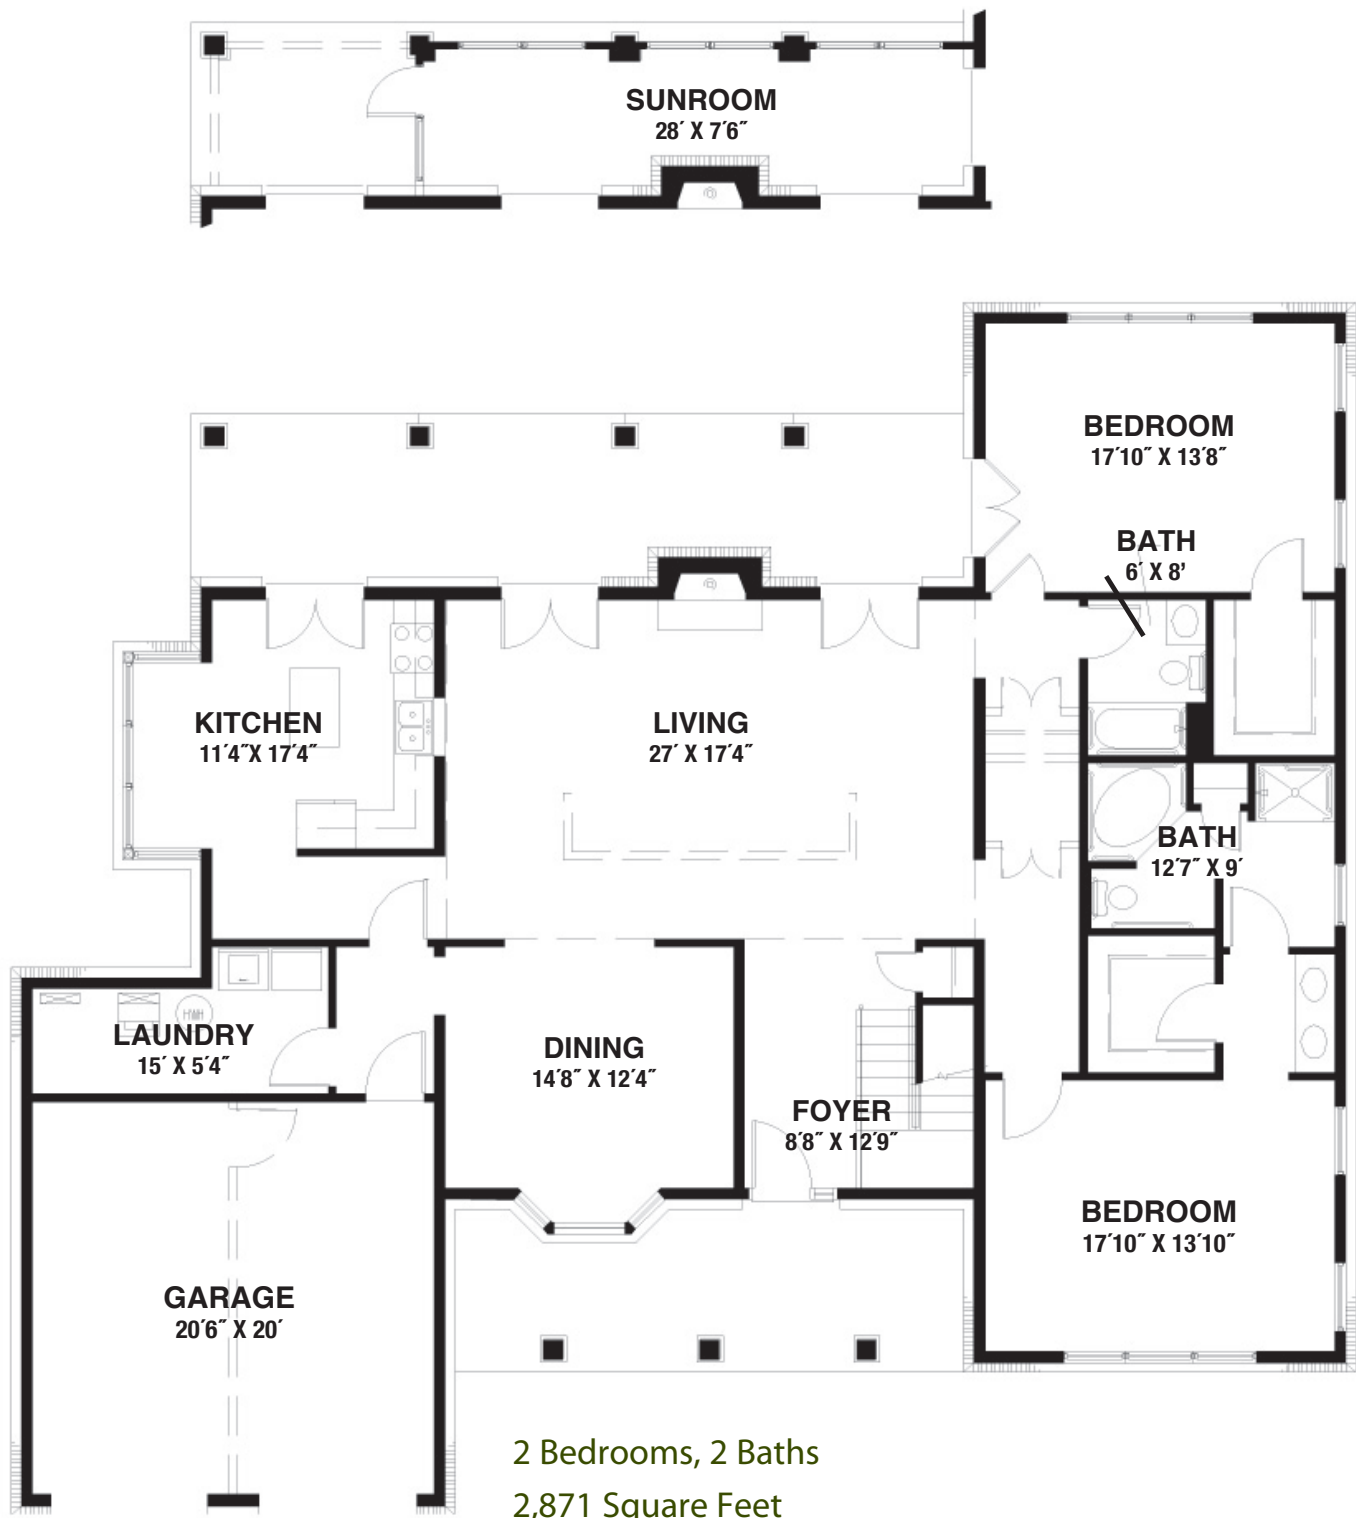 SUNROOM
28′ X 7′6″
BEDROOM
17′10″ X 13′8″
BATH
6′ X 8’
KITCHEN
11′4″X 17′4″
LIVING
27′ X 17′4″
BATH
12′7″ X 9′
HWH
LAUNDRY
15′ X 5′4″
DINING
14′8″ X 12′4″
FOYER
8′8″ X 12′9″
BEDROOM
17′10″ X 13′10″
GARAGE
20′6″ X 20′
2 Bedrooms, 2 Baths
2,871 Square Feet